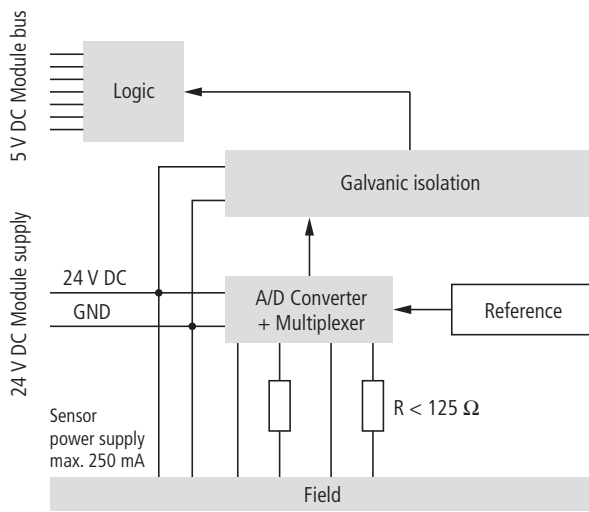 5 V DC Module bus
Logic
Galvanic isolation
24 V DC Module supply
24 V DC
GND
A/D Converter
+ Multiplexer
Reference
R < 125 Ω
Sensor
power supply
max. 250 mA
Field